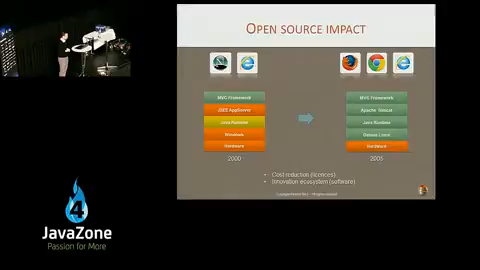 OPEN SOURCE IMPACT
MVC Framework
J2EE AppServer
Java Runtime
Windows
Hardware
2000
MVC Framework
Apache Tomcat
Java Runtime
Debian Linux
Hardware
2005
• Cost reduction (licences)
• Innovation ecosystem (software)
4
JavaZone
Passion for More